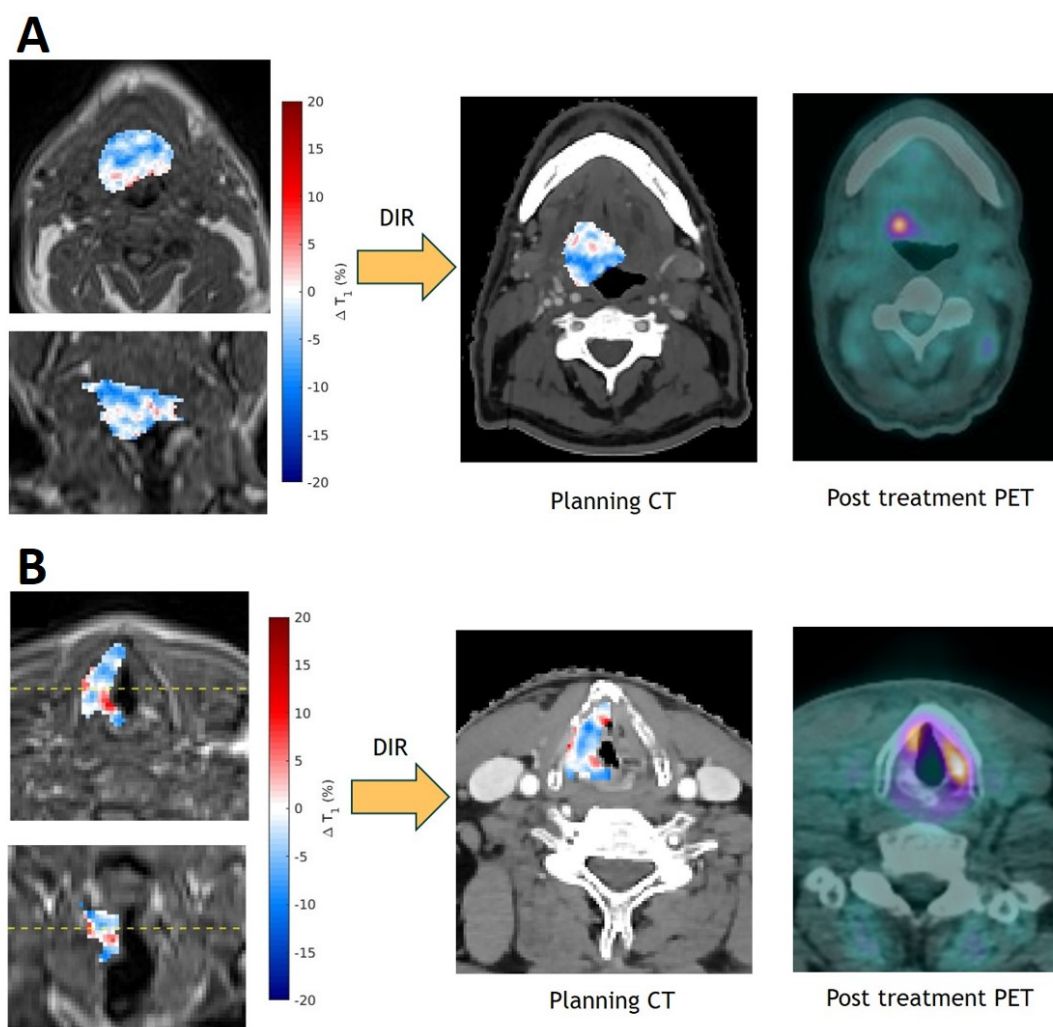 A
20
15
10
5
0
-5
-10
-15
-20
Δ T1 (%)
DIR
Planning CT
Post treatment PET
B
20
15
10
5
0
-5
-10
-15
-20
Δ T1 (%)
DIR
Planning CT
Post treatment PET